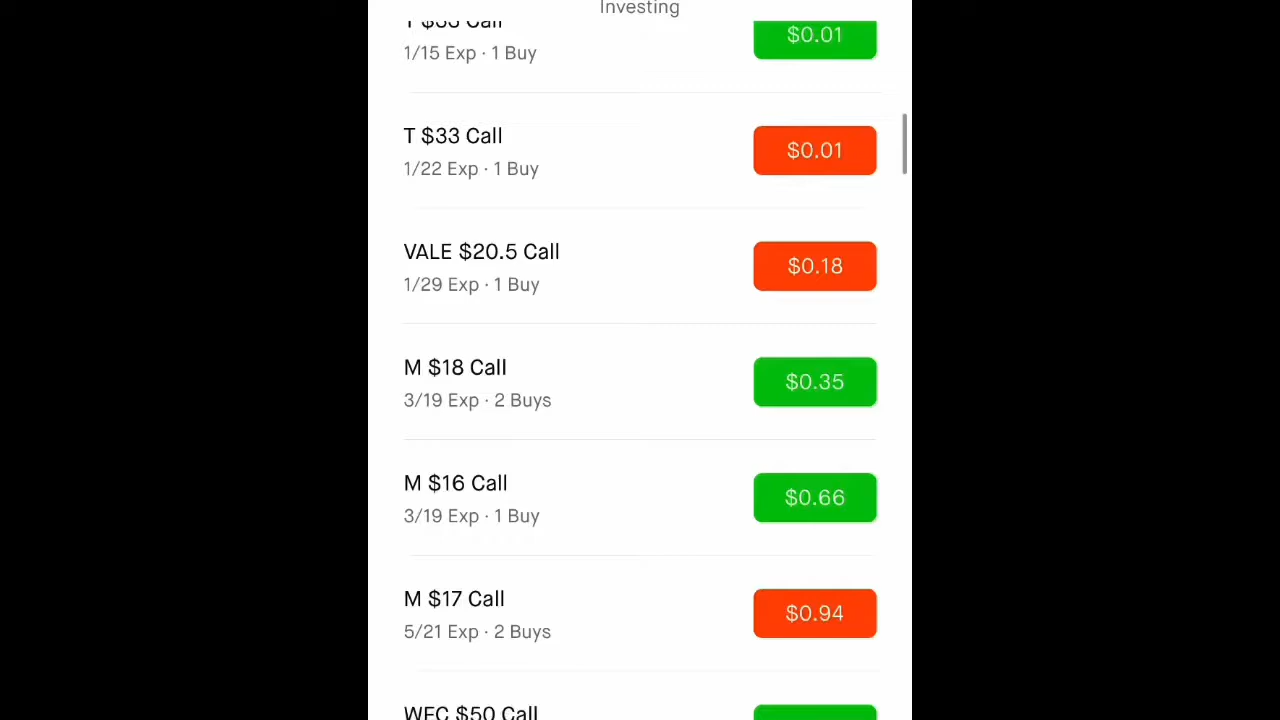 Investing
$0.01
1/15 Exp · 1 Buy
T $33 Call
$0.01
1/22 Exp · 1 Buy
VALE $20.5 Call
$0.18
1/29 Exp · 1 Buy
M $18 Call
$0.35
3/19 Exp · 2 Buys
M $16 Call
$0.66
3/19 Exp · 1 Buy
M $17 Call
$0.94
5/21 Exp · 2 Buys
WFC $50 Call